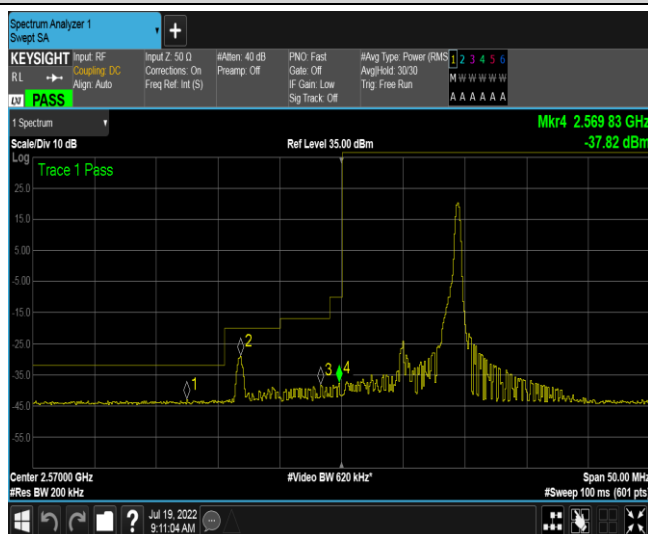 Spectrum Analyzer 1
Swept SA
+
KEYSIGHT
RL
LXI PASS
Input: RF
Coupling: DC
Align: Auto
Input Z: 50 Ω
Corrections: On
Freq Ref: Int (S)
#Atten: 40 dB
Preamp: Off
PNO: Fast
Gate: Off
IF Gain: Low
Sig Track: Off
#Avg Type: Power (RMS
Avg|Hold: 30/30
Trig: Free Run
1 2 3 4 5 6
M W W W W W
A A A A A A
1 Spectrum
Scale/Div 10 dB
Ref Level 35.00 dBm
Mkr4 2.569 83 GHz
-37.82 dBm
Log
Trace 1 Pass
25.0
15.0
5.00
-5.00
-15.0
-25.0
-35.0
-45.0
-55.0
1
2
3
4
Center 2.57000 GHz
#Res BW 200 kHz
#Video BW 620 kHz*
Span 50.00 MHz
#Sweep 100 ms (601 pts)
?
Jul 19, 2022
9:11:04 AM